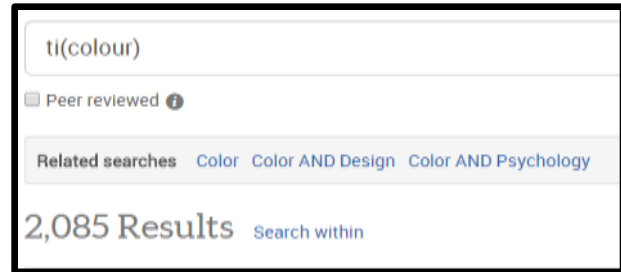 ti(colour)
Peer reviewed i
Related searches Color Color AND Design Color AND Psychology
2,085 Results Search within